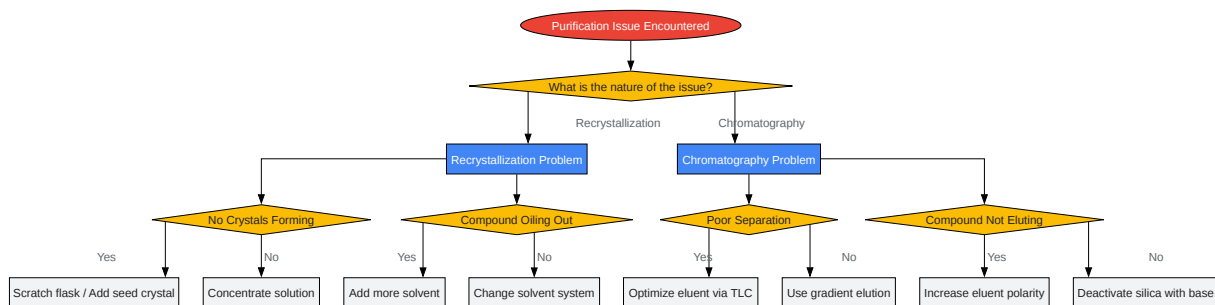 Purification Issue Encountered
What is the nature of the issue?
Recrystallization
Chromatography
Recrystallization Problem
Chromatography Problem
No Crystals Forming
Compound Oiling Out
Poor Separation
Compound Not Eluting
Yes
No
Yes
No
Yes
No
Yes
No
Scratch flask / Add seed crystal
Concentrate solution
Add more solvent
Change solvent system
Optimize eluent via TLC
Use gradient elution
Increase eluent polarity
Deactivate silica with base